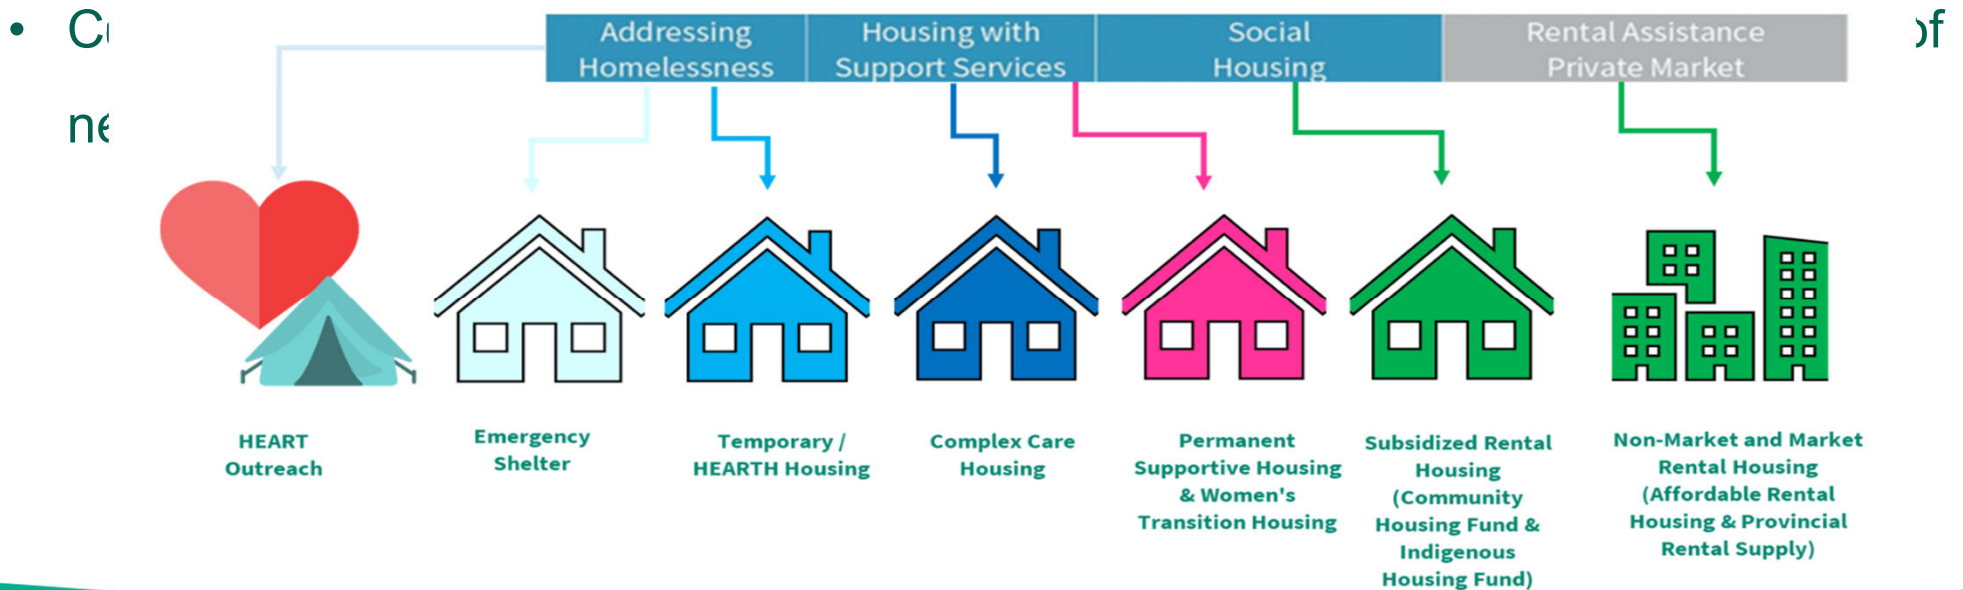 Addressing Homelessness
Housing with Support Services
Social Housing
Rental Assistance Private Market
of
HEART
Outreach
Emergency
Shelter
Temporary /
HEARTH Housing
Complex Care
Housing
Permanent
Supportive Housing
& Women's
Transition Housing
Subsidized Rental
Housing
(Community
Housing Fund &
Indigenous
Housing Fund)
Non-Market and Market
Rental Housing
(Affordable Rental
Housing & Provincial
Rental Supply)